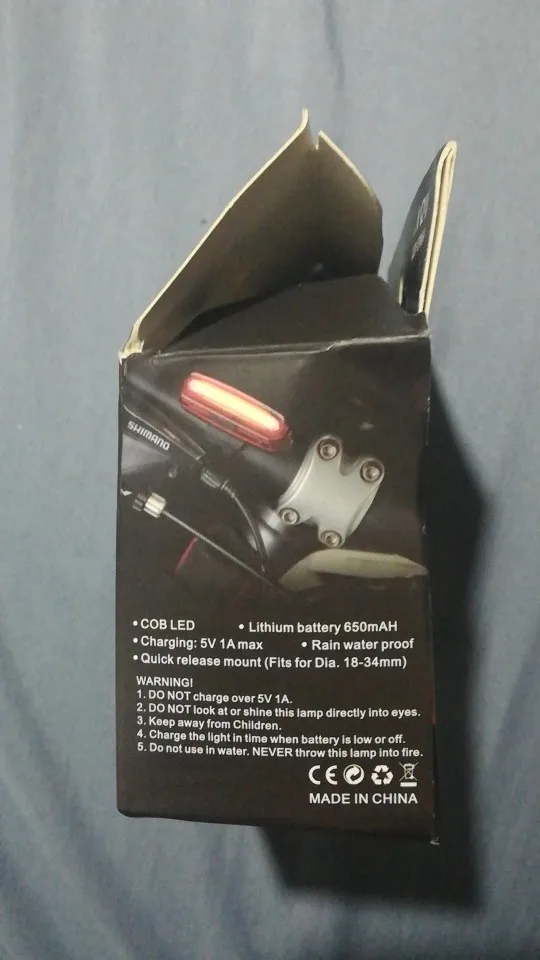 SHIMANO
• COB LED • Lithium battery 650mAH
• Charging: 5V 1A max • Rain water proof
• Quick release mount (Fits for Dia. 18-34mm)
WARNING!
1. DO NOT charge over 5V 1A.
2. DO NOT look at or shine this lamp directly into eyes.
3. Keep away from Children.
4. Charge the light in time when battery is low or off.
5. Do not use in water. NEVER throw this lamp into fire.
CE
MADE IN CHINA